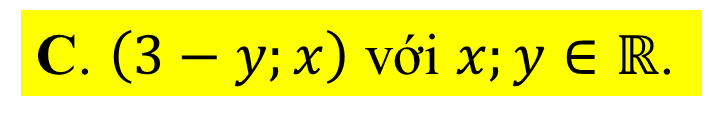 C. (3 − y; x) với x; y ∈ ℝ.